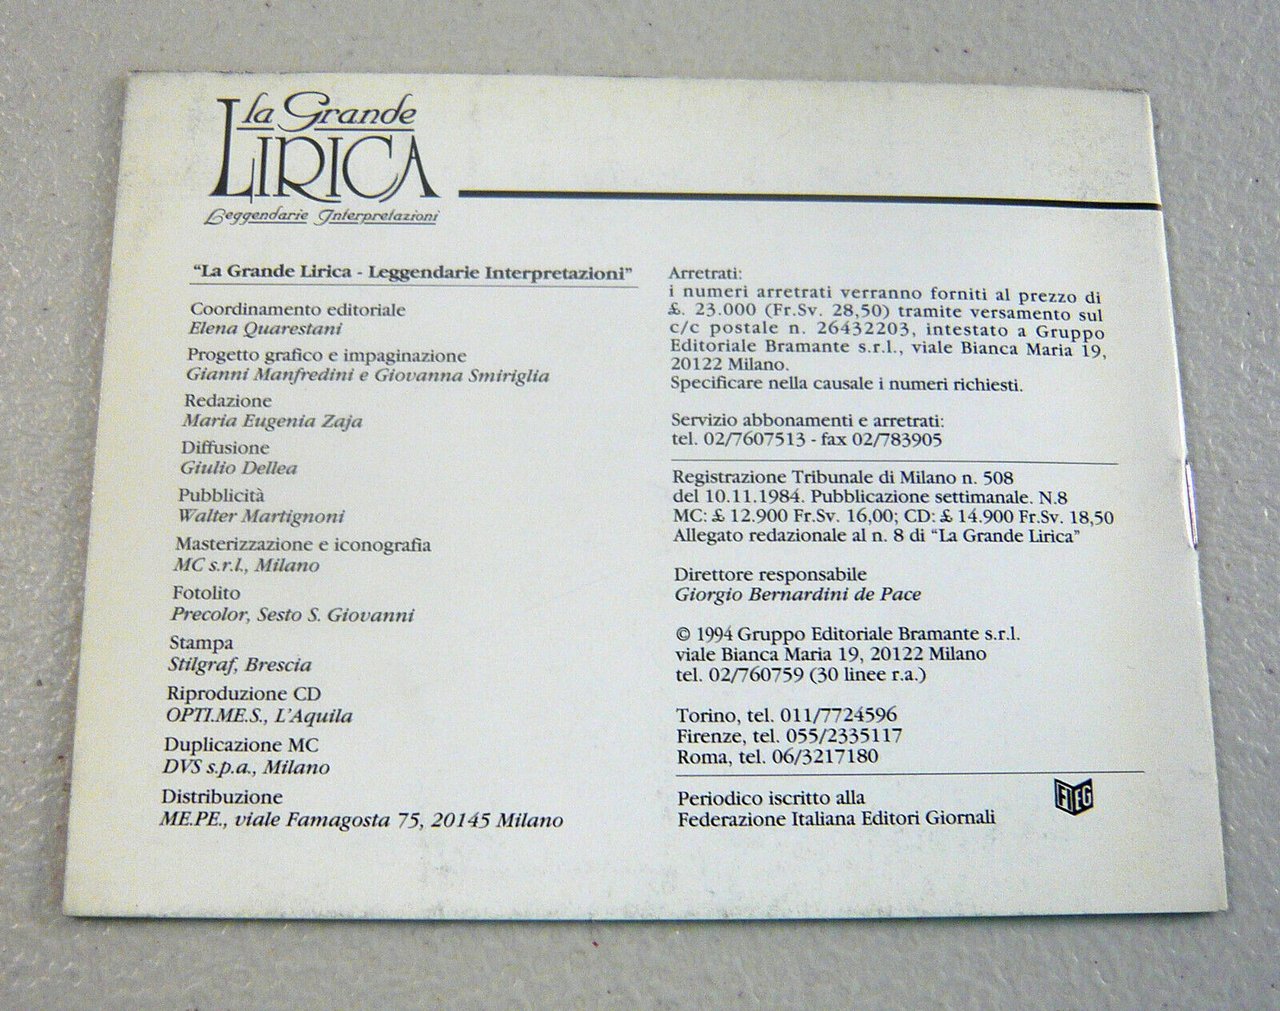 la Grande
LIRICA
Leggendarie Interpretazioni
“La Grande Lirica - Leggendarie Interpretazioni”
Coordinamento editoriale
Elena Quarestani
Progetto grafico e impaginazione
Gianni Manfredini e Giovanna Smiriglia
Redazione
Maria Eugenia Zaja
Diffusione
Giulio Dellea
Pubblicità
Walter Martignoni
Masterizzazione e iconografia
MC s.r.l., Milano
Fotolito
Precolor, Sesto S. Giovanni
Stampa
Stilgraf, Brescia
Riproduzione CD
OPTI.ME.S., L'Aquila
Duplicazione MC
DVS s.p.a., Milano
Distribuzione
ME.PE., viale Famagosta 75, 20145 Milano
Arretrati:
i numeri arretrati verranno forniti al prezzo di
£. 23.000 (Fr.Sv. 28,50) tramite versamento sul
c/c postale n. 26432203, intestato a Gruppo
Editoriale Bramante s.r.l., viale Bianca Maria 19,
20122 Milano.
Specificare nella causale i numeri richiesti.
Servizio abbonamenti e arretrati:
tel. 02/7607513 - fax 02/783905
Registrazione Tribunale di Milano n. 508
del 10.11.1984. Pubblicazione settimanale. N.8
MC: £ 12.900 Fr.Sv. 16,00; CD: £ 14.900 Fr.Sv. 18,50
Allegato redazionale al n. 8 di “La Grande Lirica”
Direttore responsabile
Giorgio Bernardini de Pace
© 1994 Gruppo Editoriale Bramante s.r.l.
viale Bianca Maria 19, 20122 Milano
tel. 02/760759 (30 linee r.a.)
Torino, tel. 011/7724596
Firenze, tel. 055/2335117
Roma, tel. 06/3217180
Periodico iscritto alla
Federazione Italiana Editori Giornali
FIEG